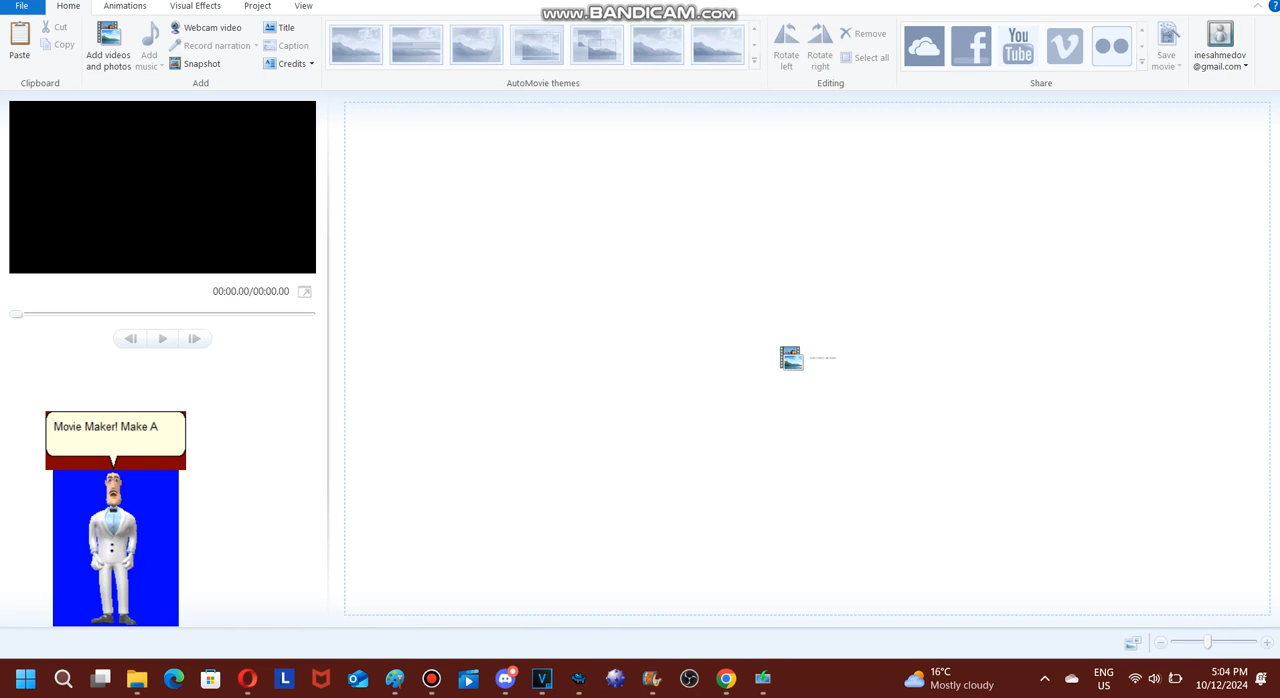 www.BANDICAM.com
File Home Animations Visual Effects Project View
Paste
Cut
Copy
Clipboard
Add videos
and photos
Add
music
Webcam video
Record narration
Snapshot
Title
Caption
Credits
Add
AutoMovie themes
Rotate
left
Rotate
right
Remove
Select all
Editing
You
Tube
Share
Save
movie
inesahmedov
@gmail.com
00:00.00/00:00.00
Movie Maker! Make A
L
V
16°C
Mostly cloudy
ENG
US
5:04 PM
10/12/2024